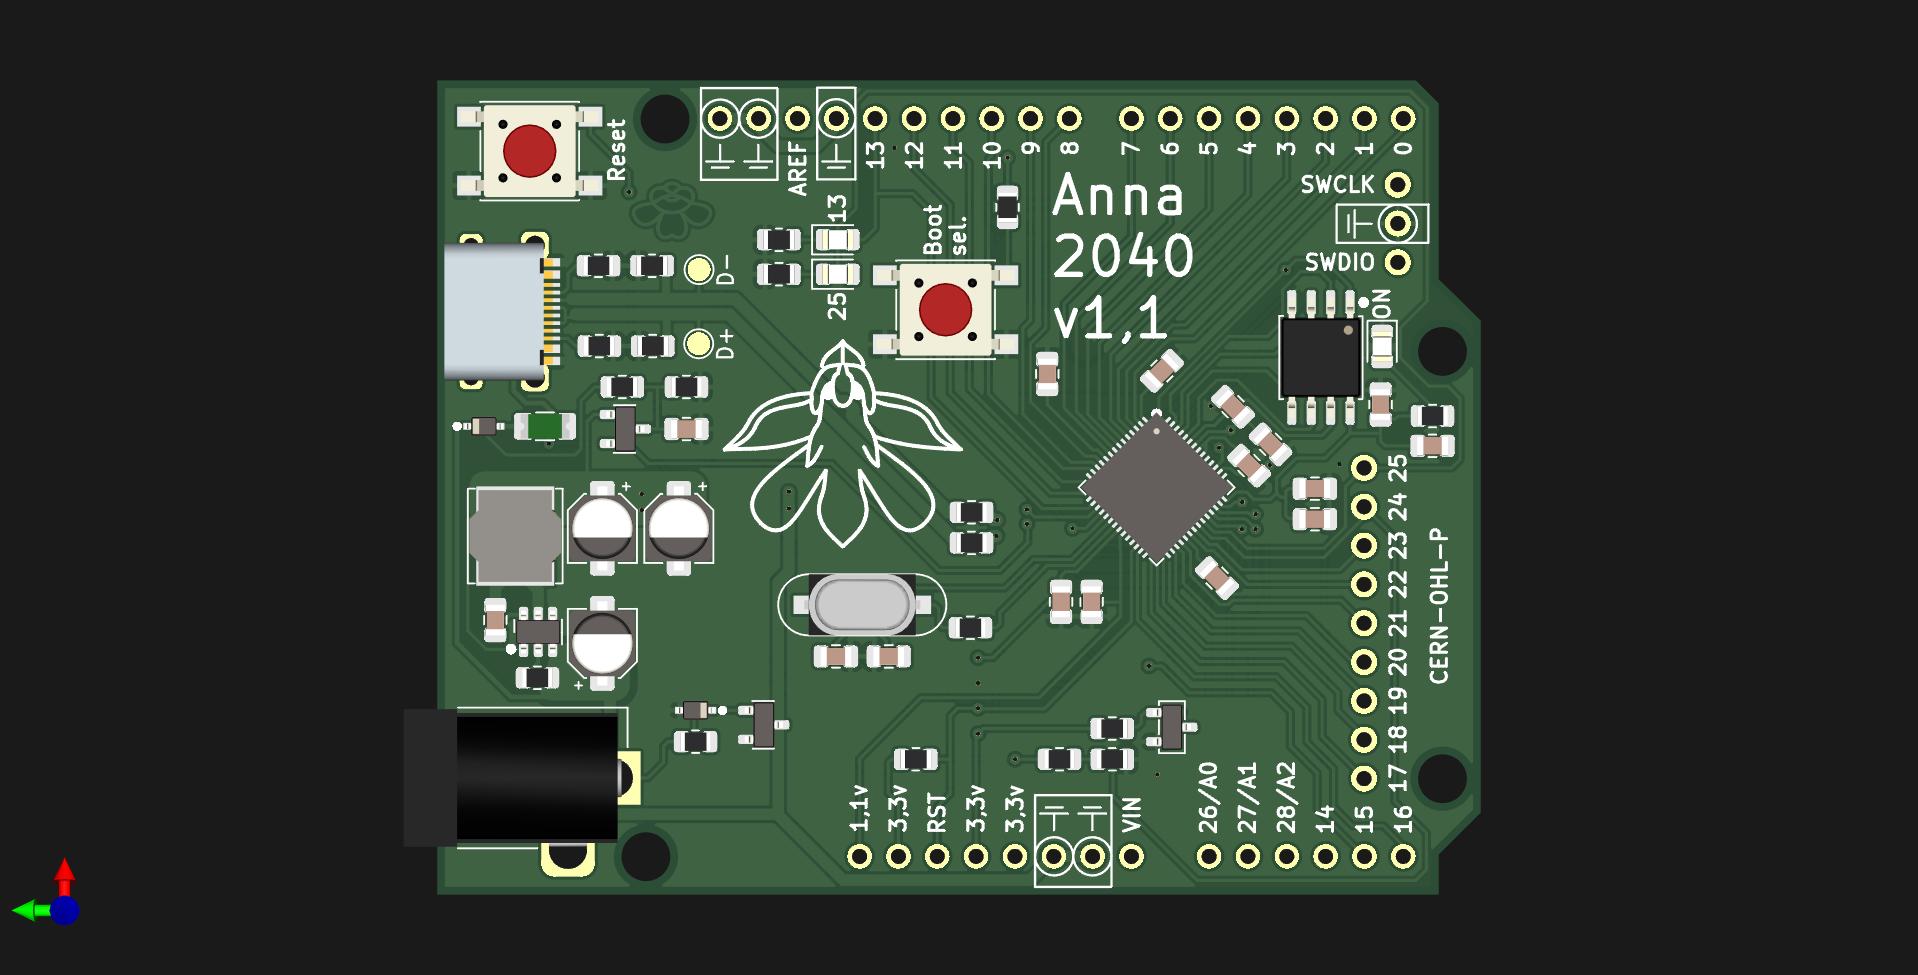 Reset
AREF
13
12
11
10
9
8
7
6
5
4
3
2
1
0
SWCLK
SWDIO
Anna
2040
v1,1
Boot
sel.
13
25
D-
D+
ON
+
+
+
25
24
23
22
21
20
19
18
17
CERN-OHL-P
1,1v
3,3v
RST
3,3v
3,3v
VIN
26/A0
27/A1
28/A2
14
15
16